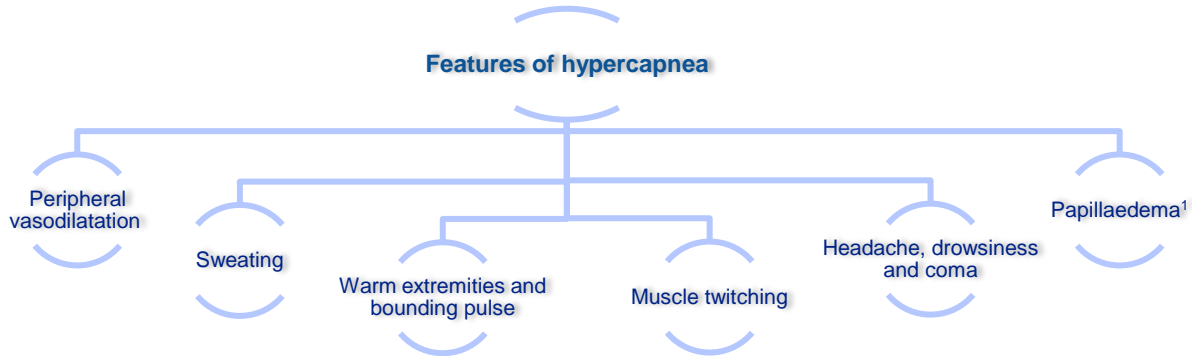 Features of hypercapnea
Peripheral
vasodilatation
Sweating
Warm extremities and
bounding pulse
Muscle twitching
Headache, drowsiness
and coma
Papillaedema¹